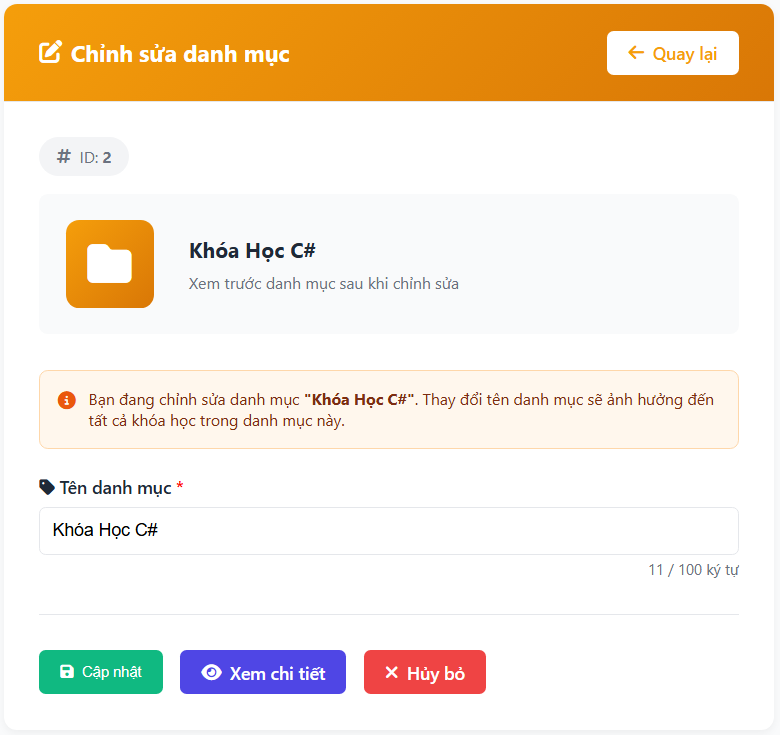 Chỉnh sửa danh mục
Quay lại
# ID: 2
Khóa Học C#
Xem trước danh mục sau khi chỉnh sửa
Bạn đang chỉnh sửa danh mục "Khóa Học C#". Thay đổi tên danh mục sẽ ảnh hưởng đến
tất cả khóa học trong danh mục này.
Tên danh mục *
Khóa Học C#
11 / 100 ký tự
Cập nhật
Xem chi tiết
Hủy bỏ